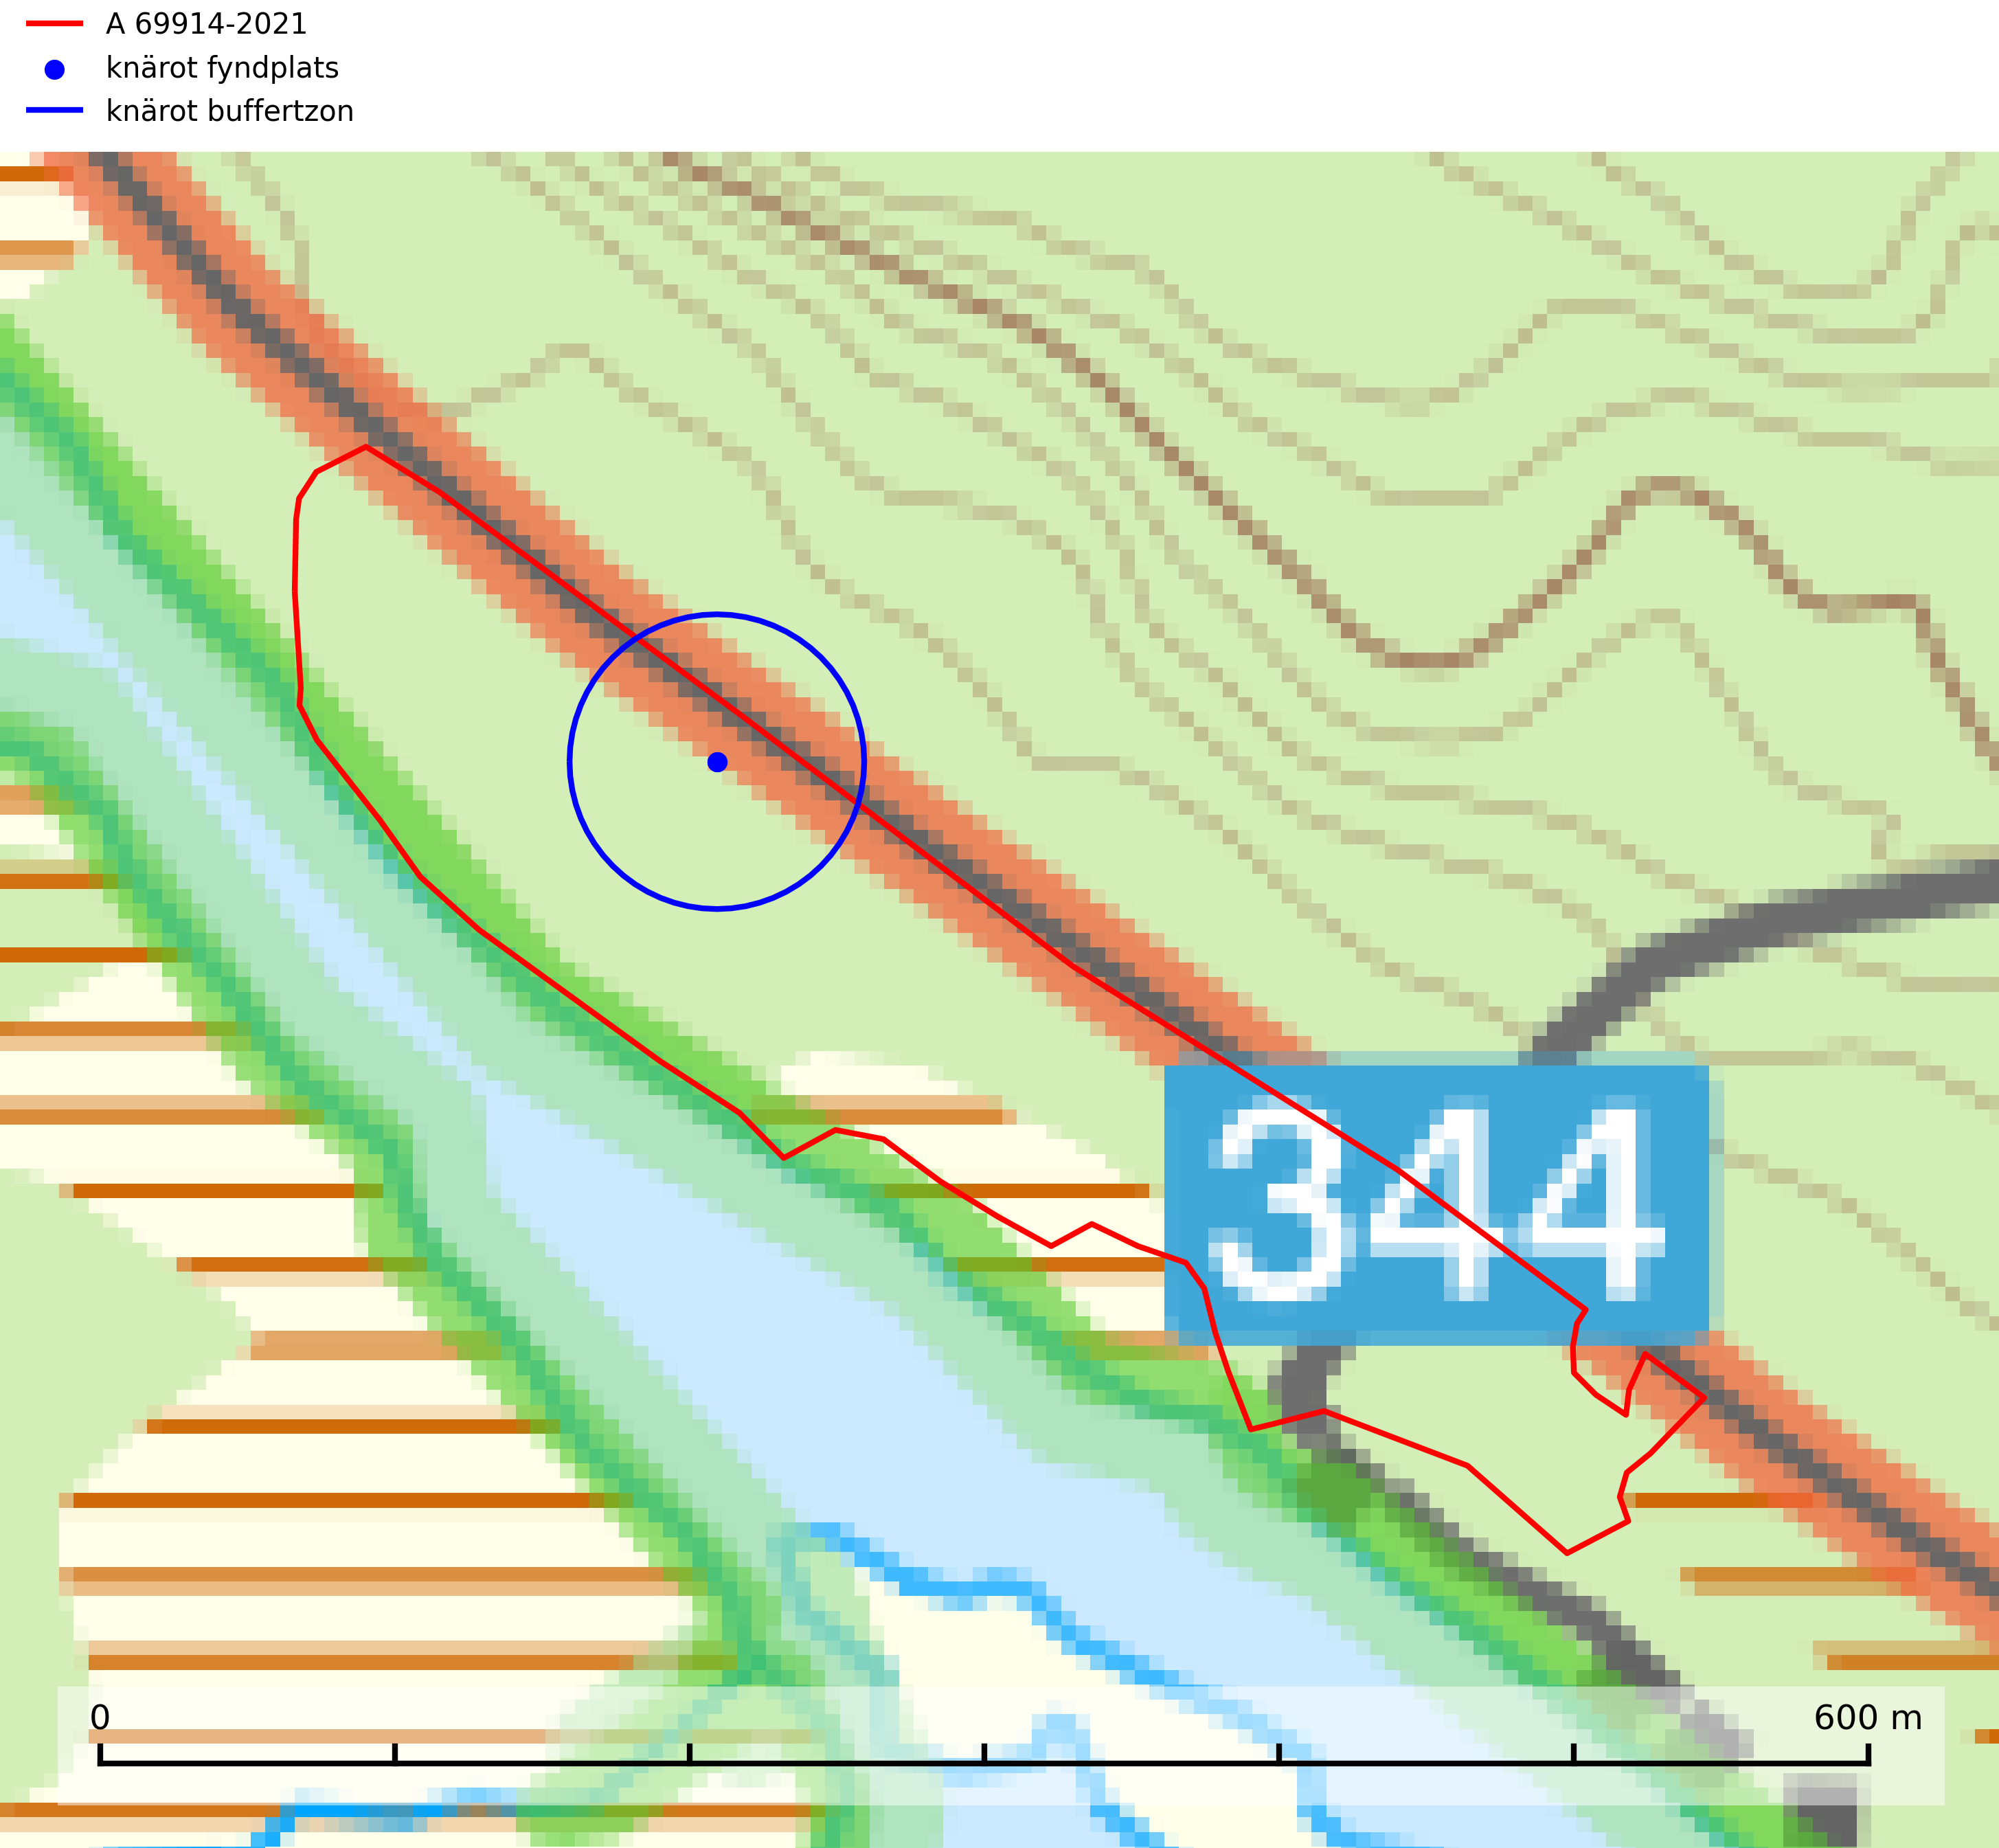 A 69914-2021
knärot fyndplats
knärot buffertzon
344
0
600 m